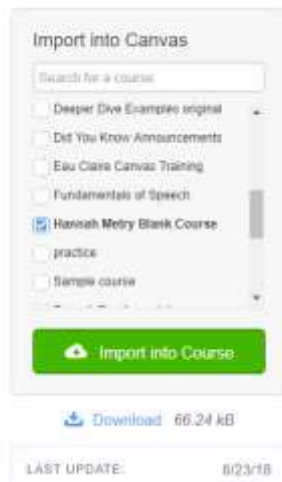 Import into Canvas
Search for a course
Deeper Dive Examples original
Did You Know Announcements
Eau Claire Canvas Training
Fundamentals of Speech
Hannah Metry Blank Course
practice
Sample course
Import into Course
Download 66.24 kB
LAST UPDATE: 8/23/18